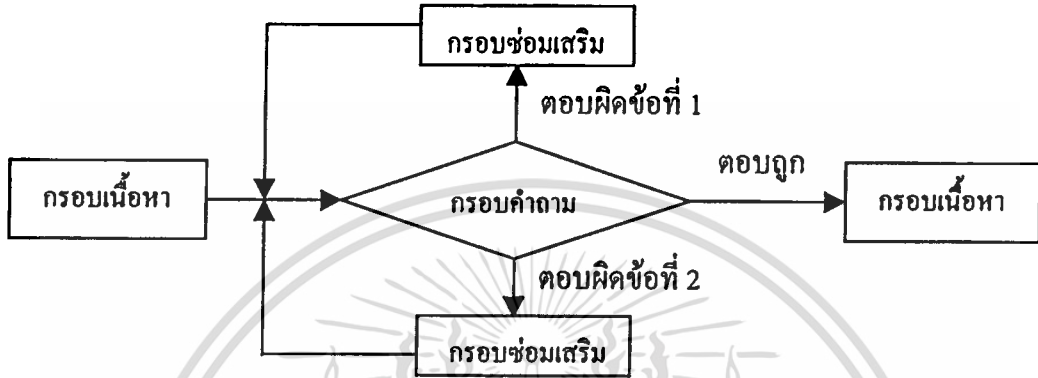 กรอบซ่อมเสริม
ตอบผิดข้อที่ 1
กรอบเนื้อหา
กรอบคำถาม
ตอบถูก
กรอบเนื้อหา
ตอบผิดข้อที่ 2
กรอบซ่อมเสริม